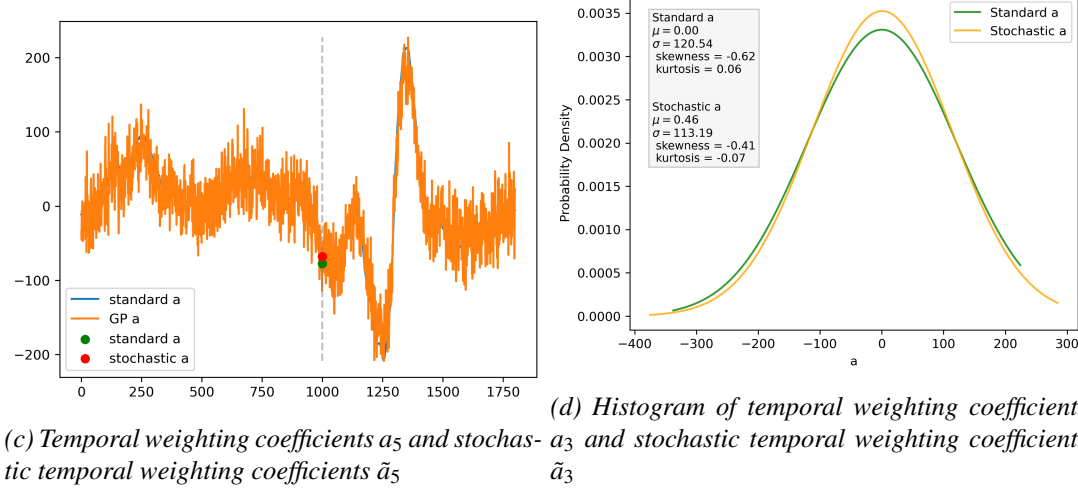 200
100
0
−100
−200
0
250
500
750
1000
1250
1500
1750
standard a
GP a
standard a
stochastic a
(c) Temporal weighting coefficients a5 and stochas-
tic temporal weighting coefficients ã5
0.0035
0.0030
0.0025
0.0020
0.0015
0.0010
0.0005
0.0000
Probability Density
Standard a
μ = 0.00
σ = 120.54
skewness = -0.62
kurtosis = 0.06
Stochastic a
μ = 0.46
σ = 113.19
skewness = -0.41
kurtosis = -0.07
Standard a
Stochastic a
−400
−300
−200
−100
0
100
200
300
a
(d) Histogram of temporal weighting coefficient
a3 and stochastic temporal weighting coefficient
ã3